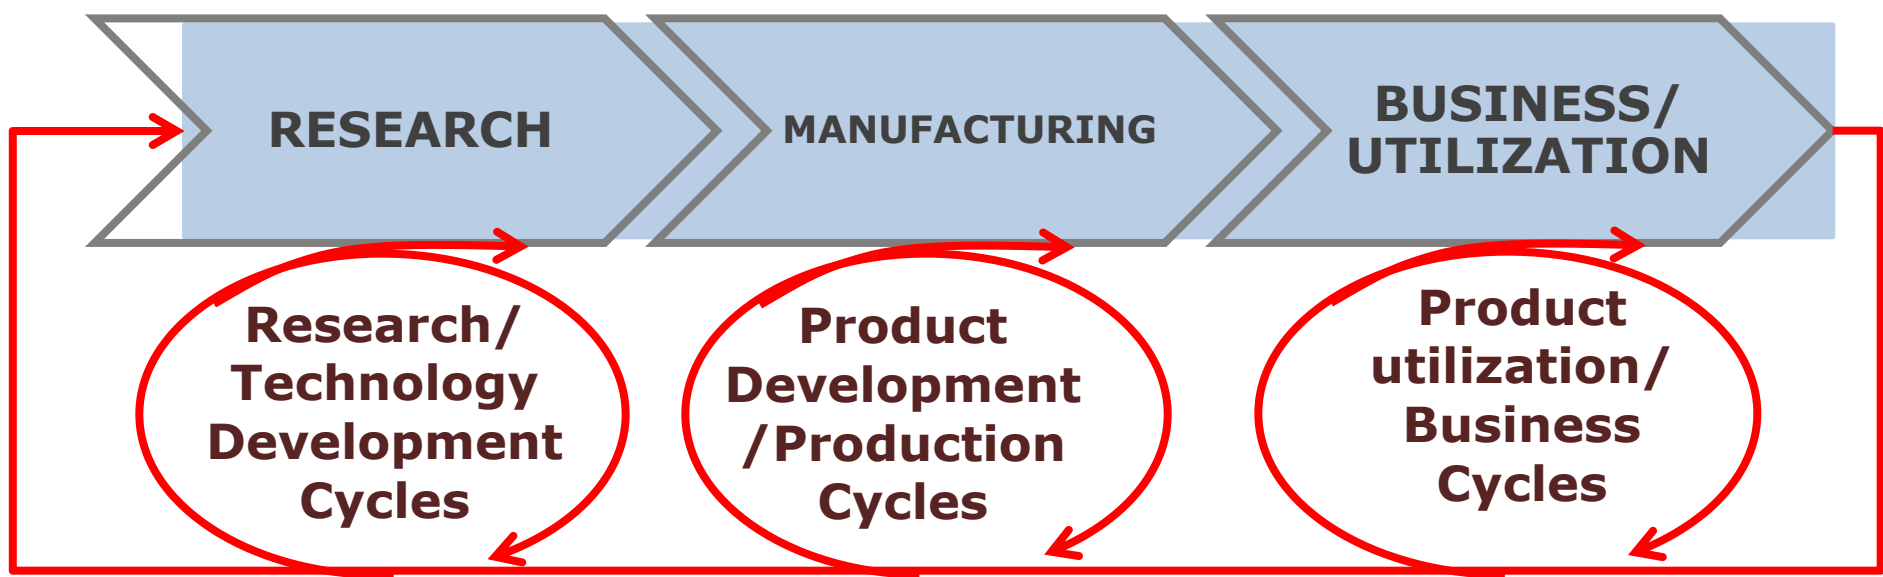 RESEARCH
MANUFACTURING
BUSINESS/
UTILIZATION
Research/
Technology
Development
Cycles
Product
Development
/Production
Cycles
Product
utilization/
Business
Cycles